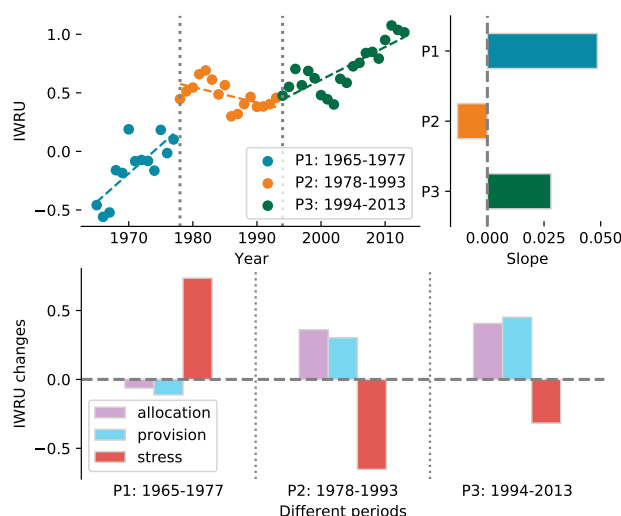 1.0
0.5
0.0
−0.5
IWRU
1970
1980
1990
2000
2010
Year
P1: 1965-1977
P2: 1978-1993
P3: 1994-2013
P1
P2
P3
0.000
0.025
0.050
Slope
0.5
0.0
−0.5
IWRU changes
allocation
provision
stress
P1: 1965-1977
P2: 1978-1993
P3: 1994-2013
Different periods